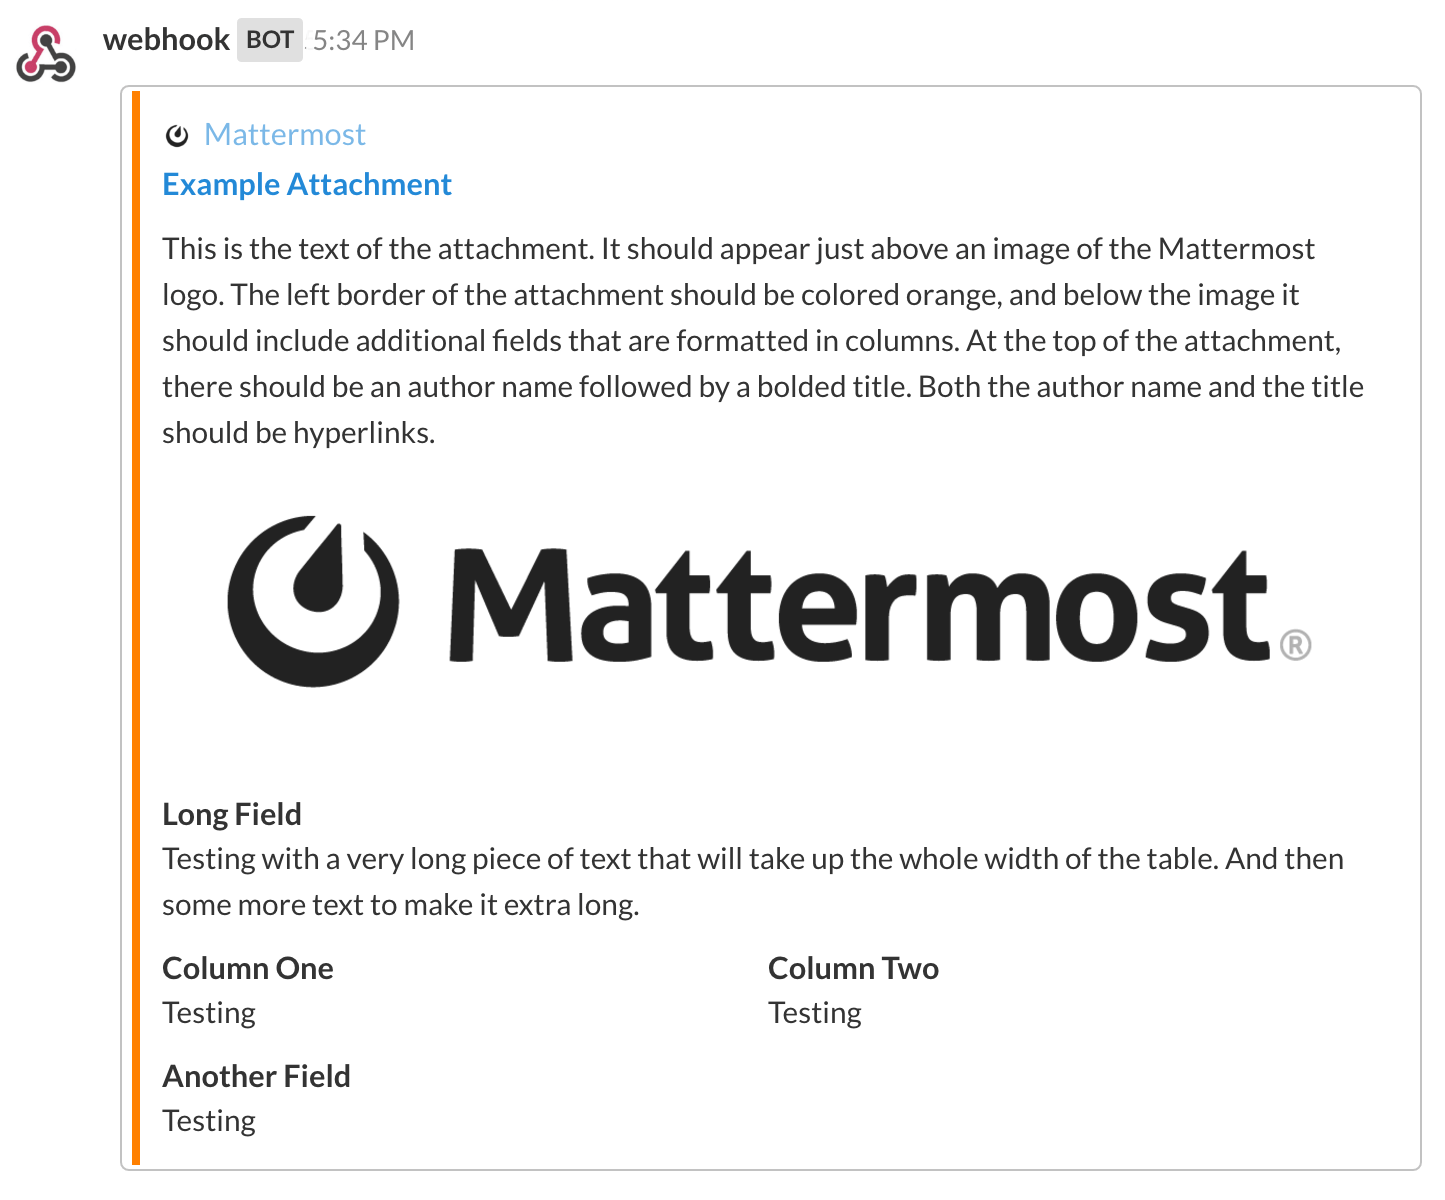 webhook BOT 5:34 PM
Mattermost
Example Attachment
This is the text of the attachment. It should appear just above an image of the Mattermost
logo. The left border of the attachment should be colored orange, and below the image it
should include additional fields that are formatted in columns. At the top of the attachment,
there should be an author name followed by a bolded title. Both the author name and the title
should be hyperlinks.
Mattermost®
Long Field
Testing with a very long piece of text that will take up the whole width of the table. And then
some more text to make it extra long.
Column One Column Two
Testing Testing
Another Field
Testing